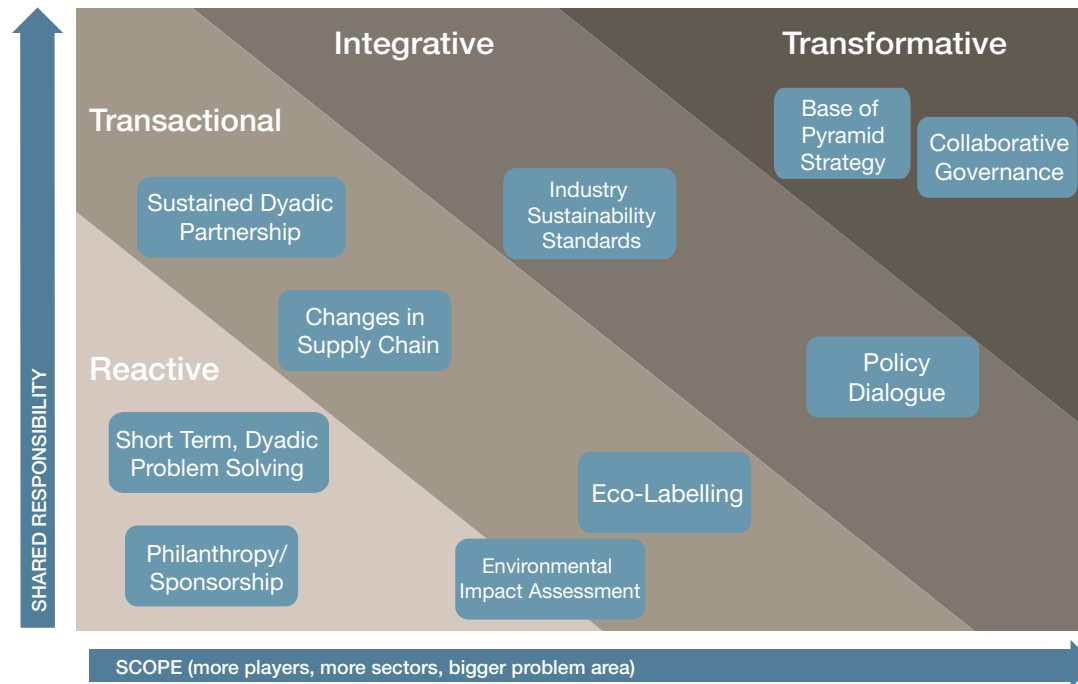 Integrative
Transformative
Transactional
Base of
Pyramid
Strategy
Collaborative
Governance
Sustained Dyadic
Partnership
Industry
Sustainability
Standards
Changes in
Supply Chain
Reactive
Policy
Dialogue
Short Term, Dyadic
Problem Solving
Eco-Labelling
Philanthropy/
Sponsorship
Environmental
Impact Assessment
SHARED RESPONSIBILITY
SCOPE (more players, more sectors, bigger problem area)